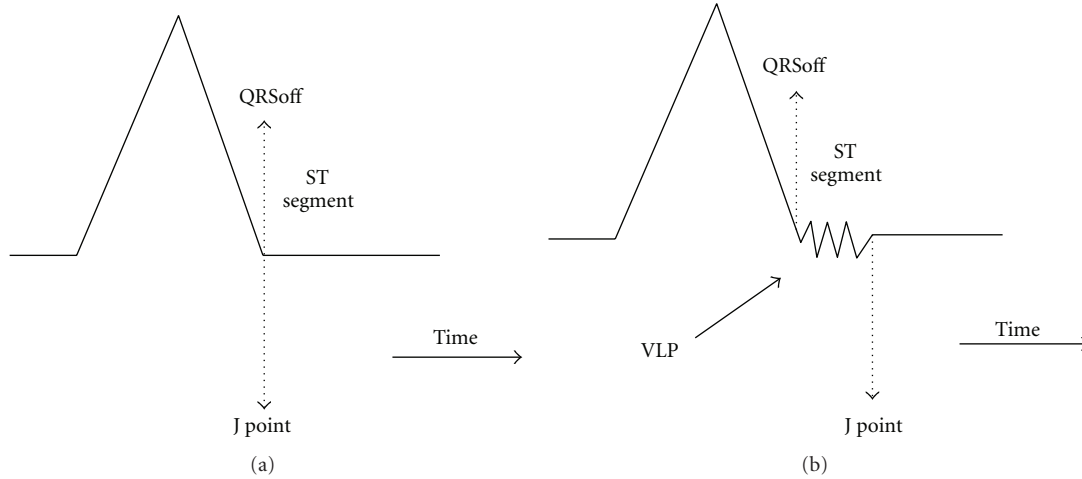 QRSoff
ST
segment
Time
J point
(a)
QRSoff
ST
segment
VLP
Time
J point
(b)